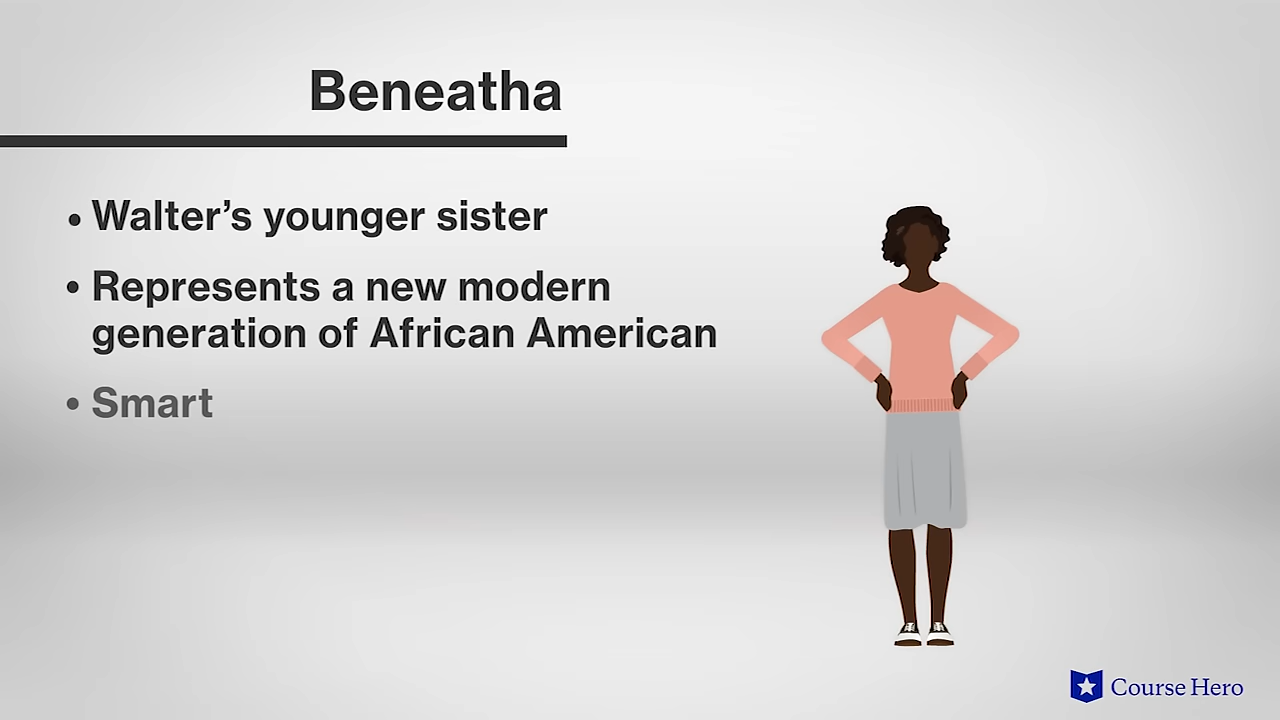 Beneatha
• Walter’s younger sister
• Represents a new modern
generation of African American
• Smart
Course Hero